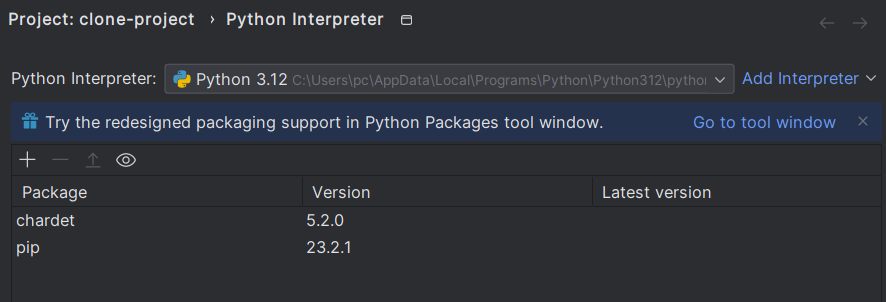 Project: clone-project › Python Interpreter
Python Interpreter: Python 3.12 C:\Users\pc\AppData\Local\Programs\Python\Python312\python Add Interpreter
Try the redesigned packaging support in Python Packages tool window. Go to tool window
Package Version Latest version
chardet 5.2.0
pip 23.2.1